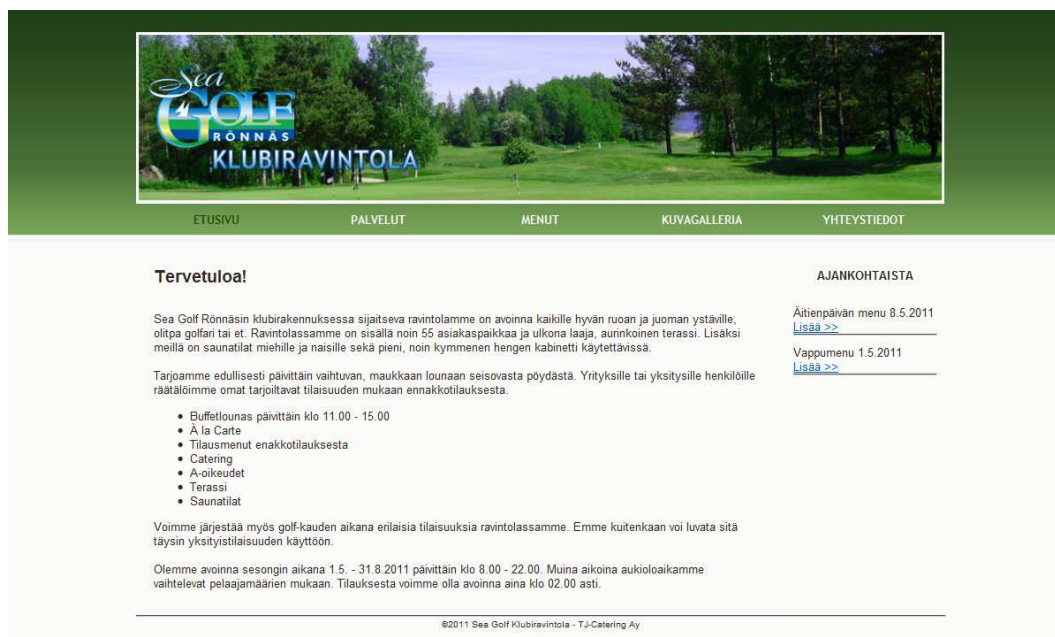 Sea
GOLF
RÖNNÄS
KLUBIRAVINTOLA
ETUSIVU PALVELUT MENUT KUVAGALLERIA YHTEYSTIEDOT
Tervetuloa!
Sea Golf Rönnäsin klubirakennuksessa sijaitseva ravintolamme on avoinna kaikille hyvän ruoan ja juoman ystäville,
olitpa golfari tai et. Ravintolassamme on sisällä noin 55 asiakaspaikkaa ja ulkona laaja, aurinkoinen terassi. Lisäksi
meillä on saunatilat miehille ja naisille sekä pieni, noin kymmenen hengen kabinetti käytettävissä.
Tarjoamme edullisesti päivittäin vaihtuvan, maukkaan lounaan seisovasta pöydästä. Yrityksille tai yksitysille henkilöille
räätälöimme omat tarjoiltavat tilaisuuden mukaan ennakkotilauksesta.
• Buffetlounas päivittäin klo 11.00 - 15.00
• À la Carte
• Tilausmenut enakkotilauksesta
• Catering
• A-oikeudet
• Terassi
• Saunatilat
Voimme järjestää myös golf-kauden aikana erilaisia tilaisuuksia ravintolassamme. Emme kuitenkaan voi luvata sitä
täysin yksityistilaisuuden käyttöön.
Olemme avoinna sesongin aikana 1.5. - 31.8.2011 päivittäin klo 8.00 - 22.00. Muina aikoina aukioloaikamme
vaihtelevat pelaajamäärien mukaan. Tilauksesta voimme olla avoinna aina klo 02.00 asti.
AJANKOHTAISTA
Äitienpäivän menu 8.5.2011
Lisää >>
Vappumenu 1.5.2011
Lisää >>
©2011 Sea Golf Klubiravintola - TJ-Catering Ay